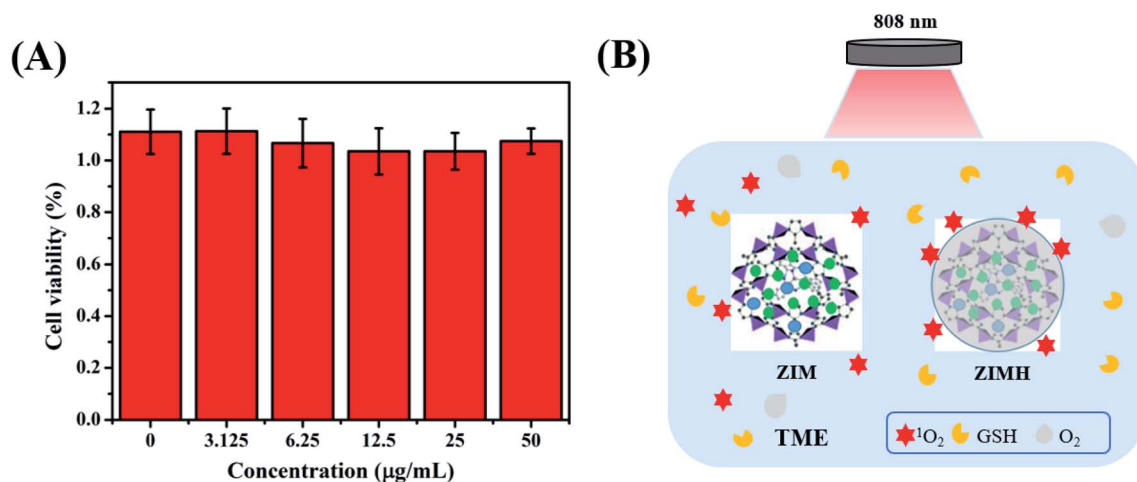 (A)
Cell viability (%)
1.2
1.0
0.8
0.6
0.4
0.2
0.0
0 3.125 6.25 12.5 25 50
Concentration (μg/mL)
(B)
808 nm
ZIM ZIMH
TME
¹O₂ GSH O₂